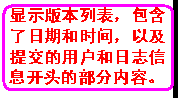 显示版本列表，包含
了日期和时间，以及
提交的用户和日志信
息开头的部分内容。